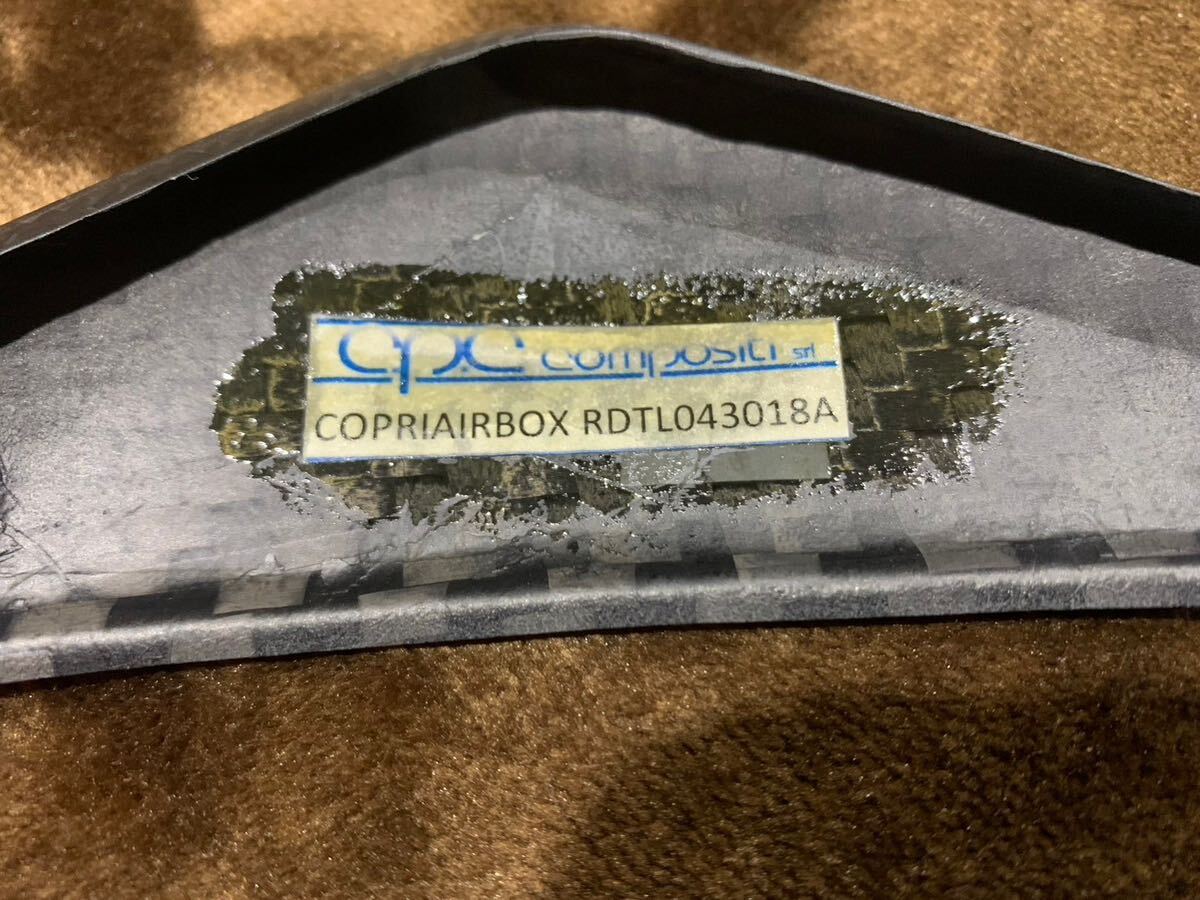 cpc compositi srl
COPRIAIRBOX RDTL043018A